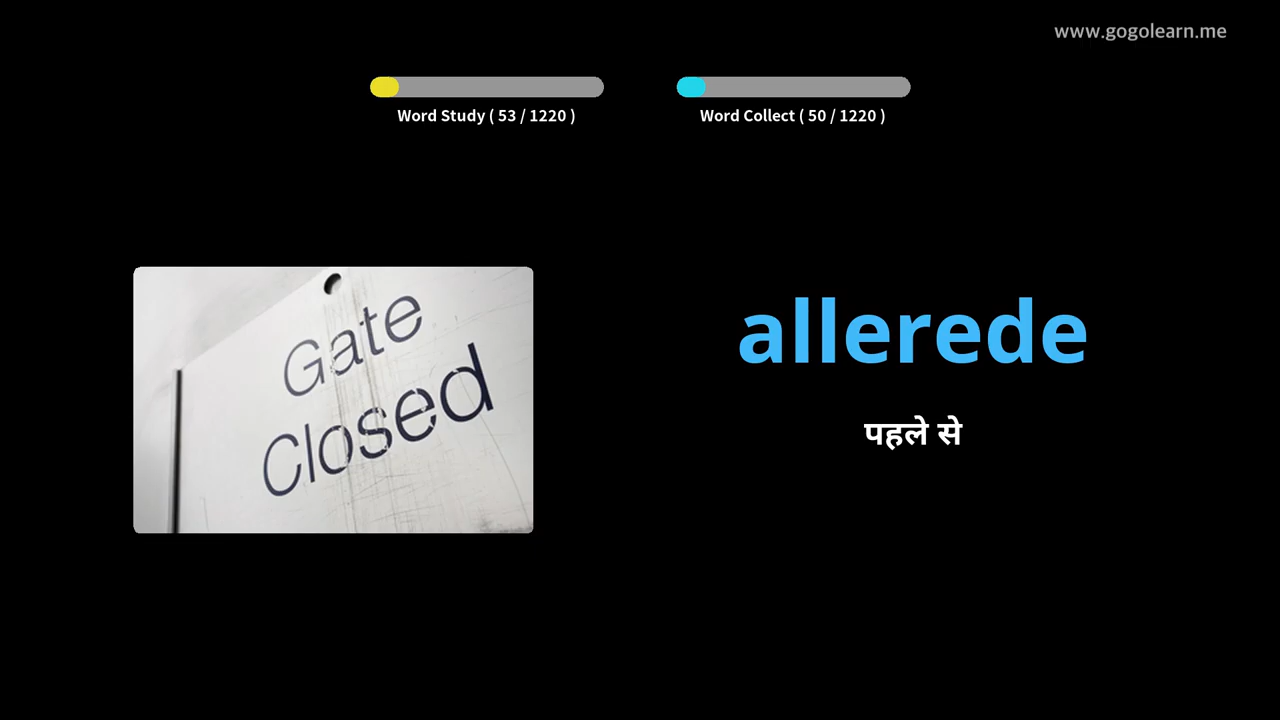 www.gogolearn.me
Word Study ( 53 / 1220 )
Word Collect ( 50 / 1220 )
Gate
Closed
allerede
पहले से